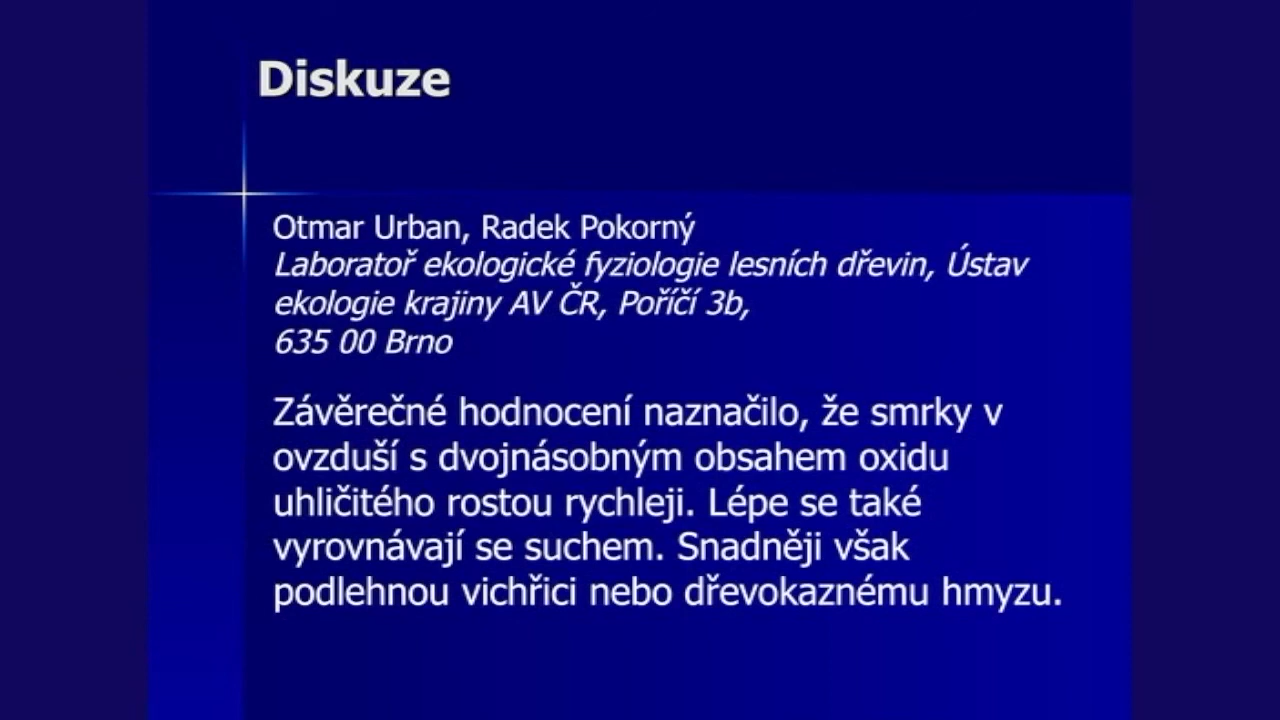 Diskuze
Otmar Urban, Radek Pokorný
Laboratoř ekologické fyziologie lesních dřevin, Ústav
ekologie krajiny AV ČR, Poříčí 3b,
635 00 Brno
Závěrečné hodnocení naznačilo, že smrky v
ovzduší s dvojnásobným obsahem oxidu
uhličitého rostou rychleji. Lépe se také
vyrovnávají se suchem. Snadněji však
podlehnou vichřici nebo dřevokaznému hmyzu.